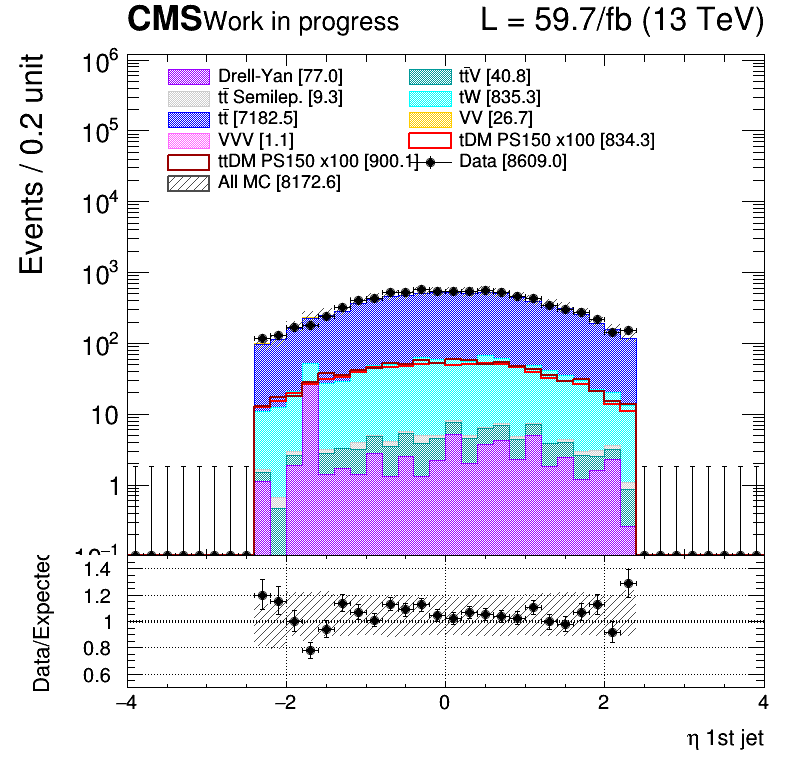 CMS Work in progress L = 59.7/fb (13 TeV)
Events / 0.2 unit
10⁶
10⁵
10⁴
10³
10²
10
1
10⁻¹
Drell-Yan [77.0]
tt̄V [40.8]
tt̄ Semilep. [9.3]
tW [835.3]
tt̄ [7182.5]
VV [26.7]
VVV [1.1]
tDM PS150 x100 [834.3]
ttDM PS150 x100 [900.1]
Data [8609.0]
All MC [8172.6]
Data/Expected
1.4
1.2
1
0.8
0.6
−4 −2 0 2 4
η 1st jet